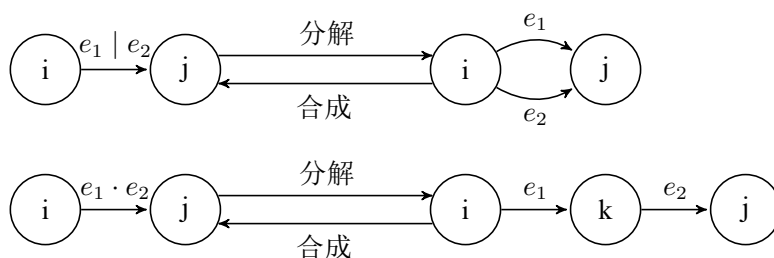 i e₁ | e₂ j 分解 合成 i e₁ e₂ j
i e₁ · e₂ j 分解 合成 i e₁ k e₂ j